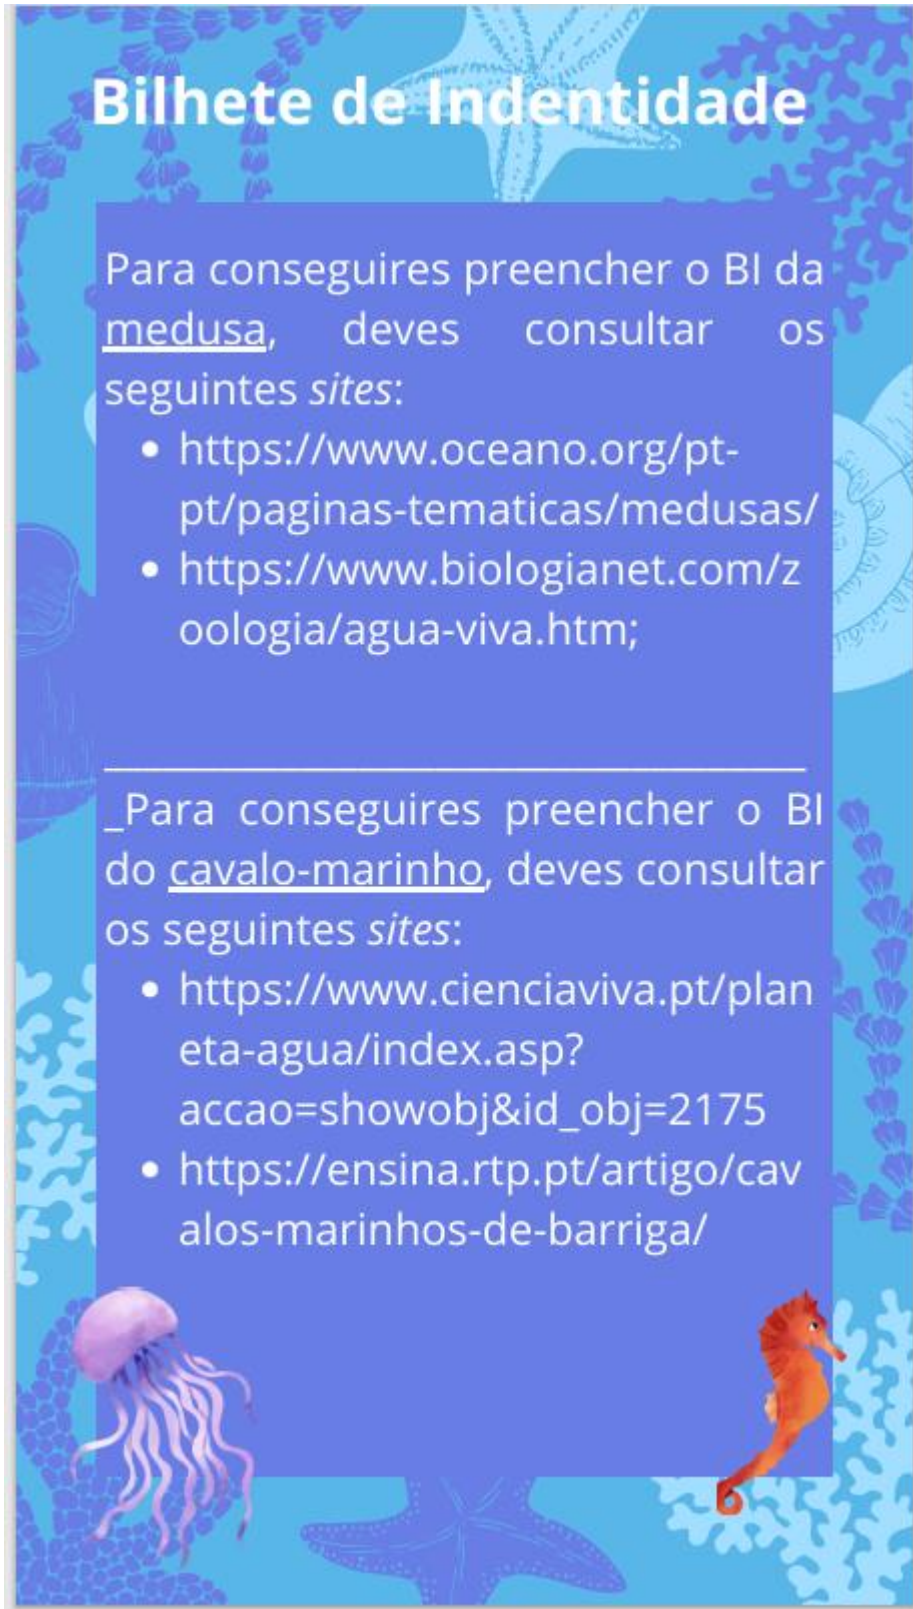 Bilhete de Indentidade
Para conseguires preencher o BI da
medusa, deves consultar os
seguintes sites:
• https://www.oceano.org/pt-
pt/paginas-tematicas/medusas/
• https://www.biologianet.com/z
oologia/agua-viva.htm;
___________________________________
_Para conseguires preencher o BI
do cavalo-marinho, deves consultar
os seguintes sites:
• https://www.cienciaviva.pt/plan
eta-agua/index.asp?
accao=showobj&id_obj=2175
• https://ensina.rtp.pt/artigo/cav
alos-marinhos-de-barriga/